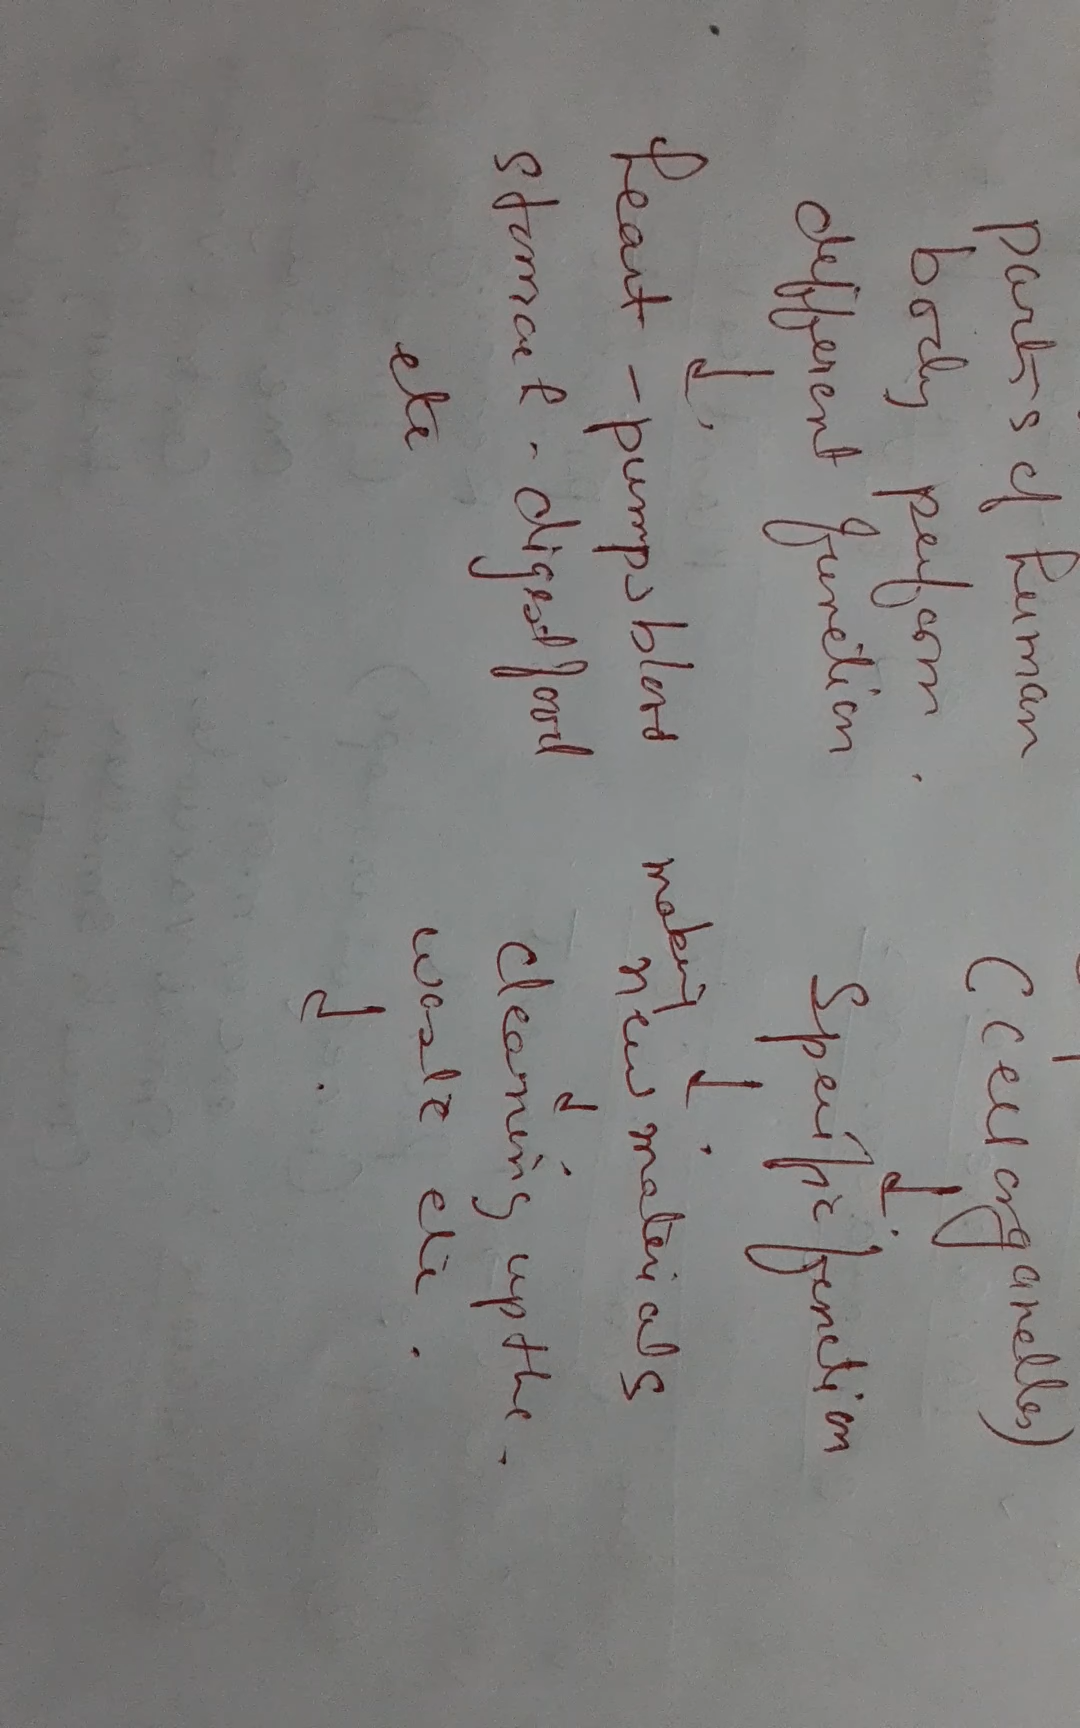 parts of human
body perform.
different function
↓
heart - pumps blood
stomach - digest food
etc
(Cell organelles)
↓
Specific function
↓
making new materials
↓
cleaning up the
waste etc.
↓